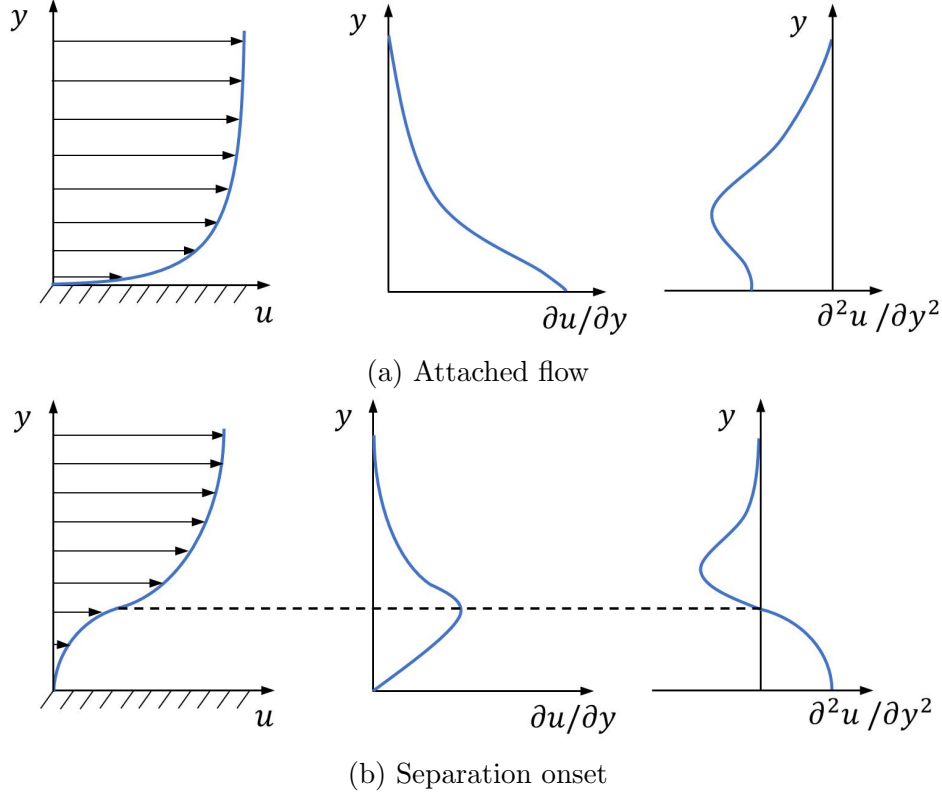 y
u
y
∂u/∂y
y
∂²u /∂y²
(a) Attached flow
y
u
y
∂u/∂y
y
∂²u /∂y²
(b) Separation onset